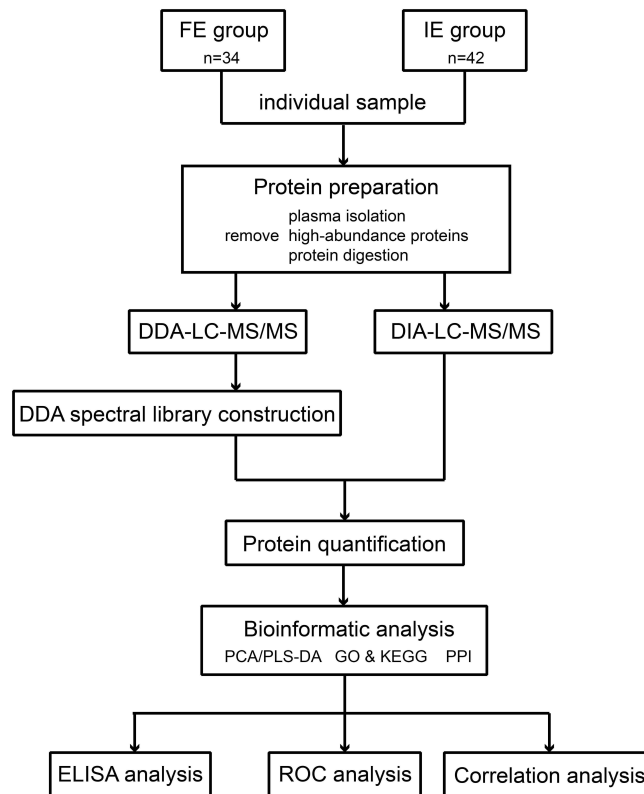 FE group
n=34
IE group
n=42
individual sample
Protein preparation
plasma isolation
remove high-abundance proteins
protein digestion
DDA-LC-MS/MS
DIA-LC-MS/MS
DDA spectral library construction
Protein quantification
Bioinformatic analysis
PCA/PLS-DA GO & KEGG PPI
ELISA analysis
ROC analysis
Correlation analysis